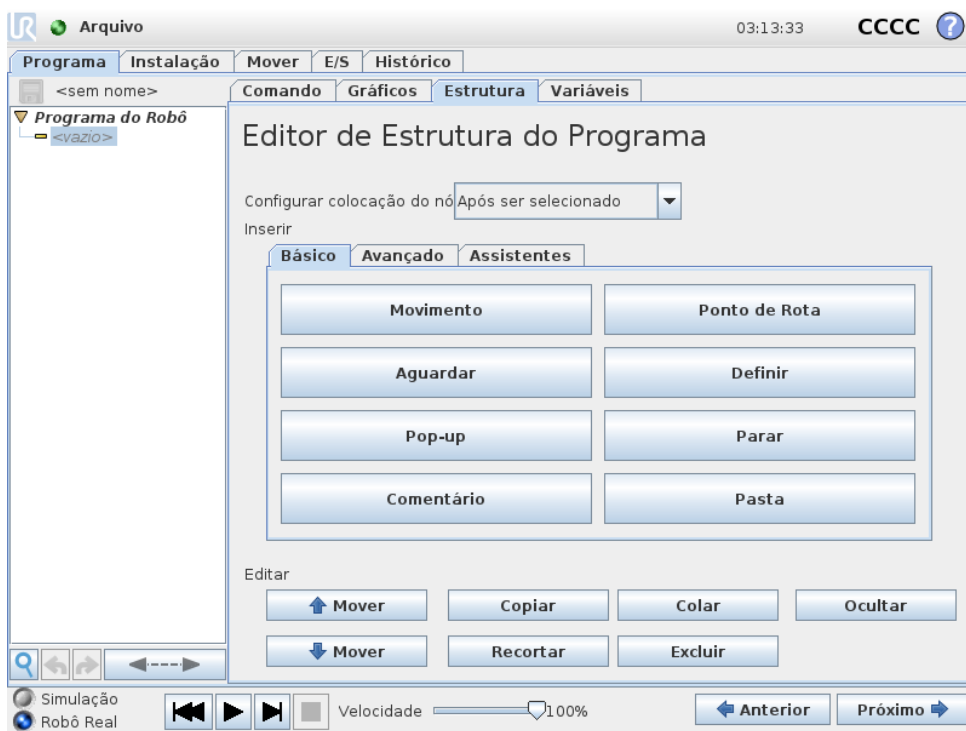 UR Arquivo 03:13:33 CCCC ?
Programa Instalação Mover E/S Histórico
<sem nome>
Comando Gráficos Estrutura Variáveis
Programa do Robô
<vazio>
Editor de Estrutura do Programa
Configurar colocação do nó Após ser selecionado
Inserir
Básico Avançado Assistentes
Movimento Ponto de Rota
Aguardar Definir
Pop-up Parar
Comentário Pasta
Editar
Mover Copiar Colar Ocultar
Mover Recortar Excluir
Simulação
Robô Real
Velocidade 100%
Anterior Próximo